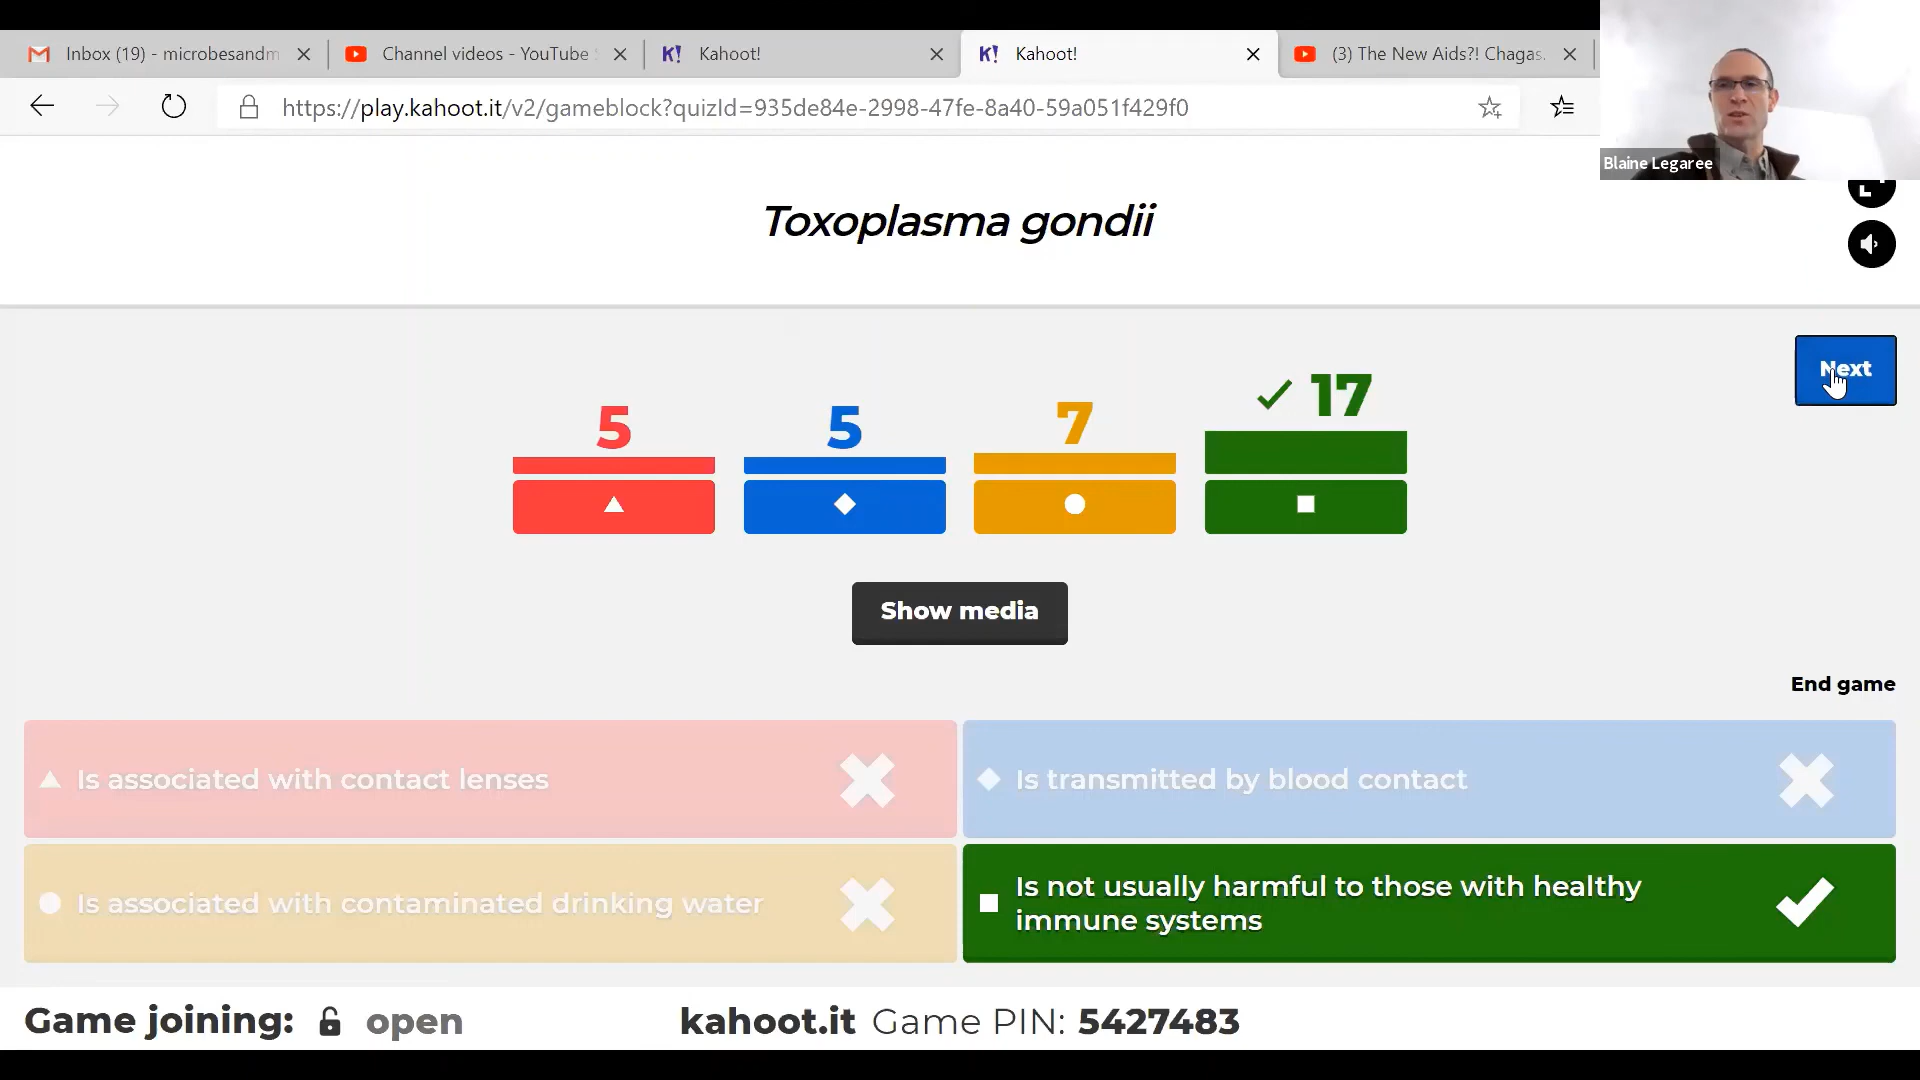 Inbox (19) - microbesandm
Channel videos - YouTube
K! Kahoot!
K! Kahoot!
(3) The New Aids?! Chagas.
https://play.kahoot.it/v2/gameblock?quizId=935de84e-2998-47fe-8a40-59a051f429f0
Blaine Legaree
Toxoplasma gondii
Next
5
5
7
17
Show media
End game
Is associated with contact lenses
Is transmitted by blood contact
Is associated with contaminated drinking water
Is not usually harmful to those with healthy
immune systems
Game joining: open
kahoot.it Game PIN: 5427483